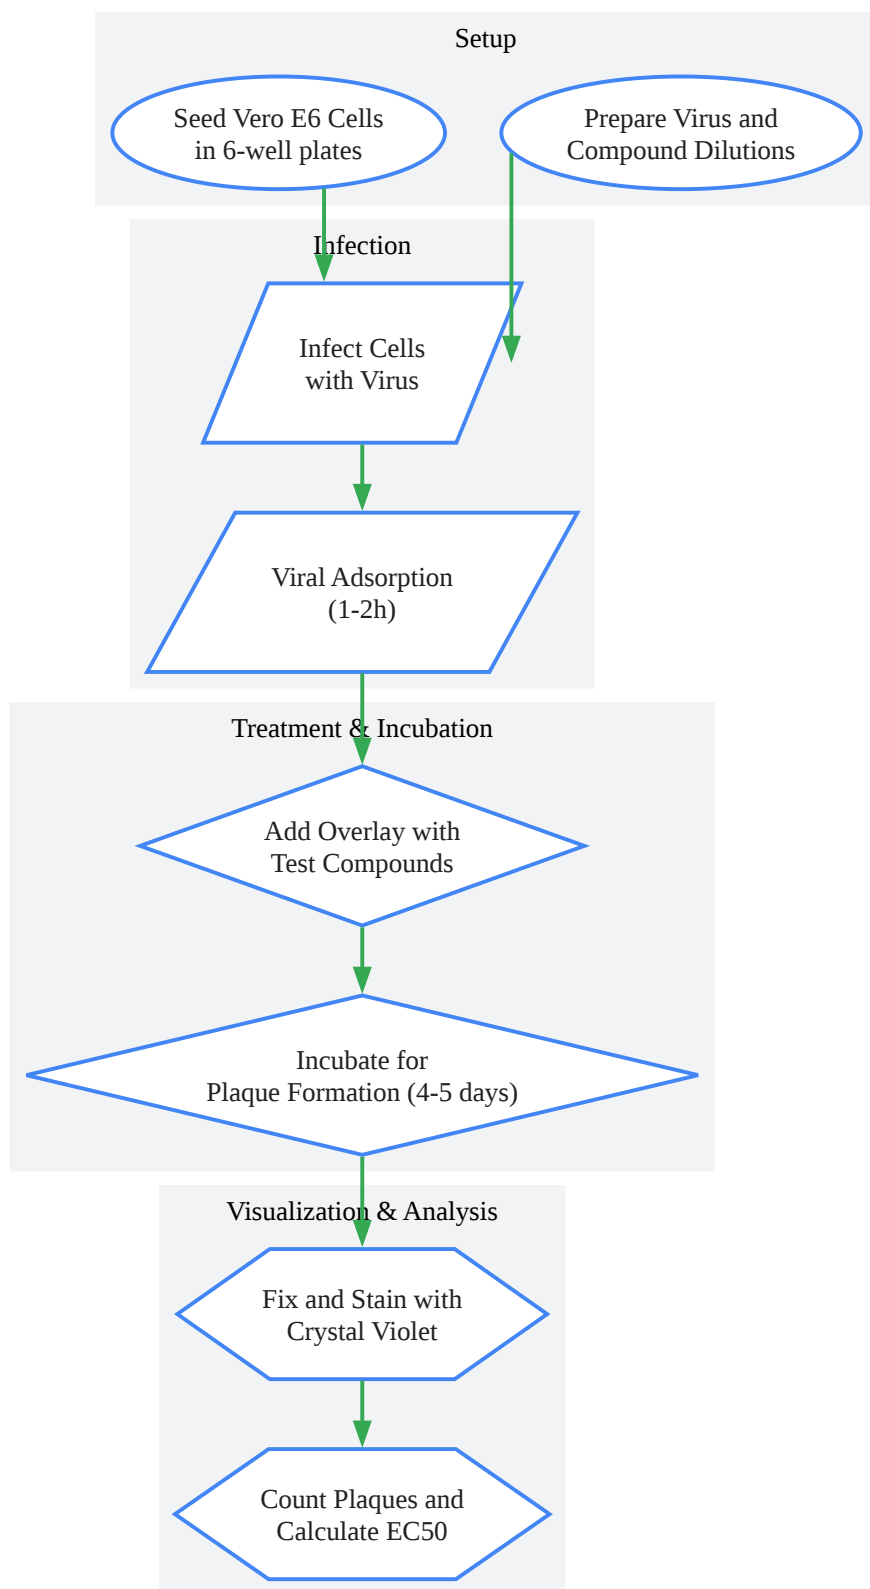 Setup
Seed Vero E6 Cells
in 6-well plates
Prepare Virus and
Compound Dilutions
Infection
Infect Cells
with Virus
Viral Adsorption
(1-2h)
Treatment & Incubation
Add Overlay with
Test Compounds
Incubate for
Plaque Formation (4-5 days)
Visualization & Analysis
Fix and Stain with
Crystal Violet
Count Plaques and
Calculate EC50